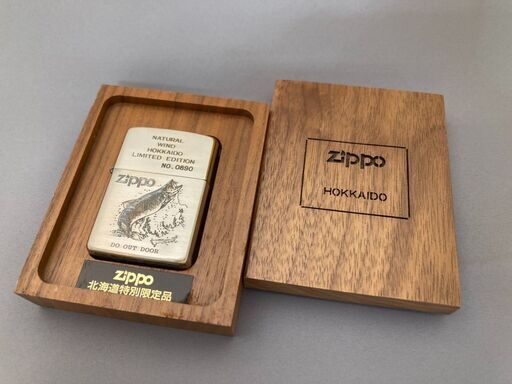 NATURAL
WIND
HOKKAIDO
LIMITED EDITION
NO. 0890
Zippo
DO OUT DOOR
Zippo
北海道特別限定品
Zippo
HOKKAIDO